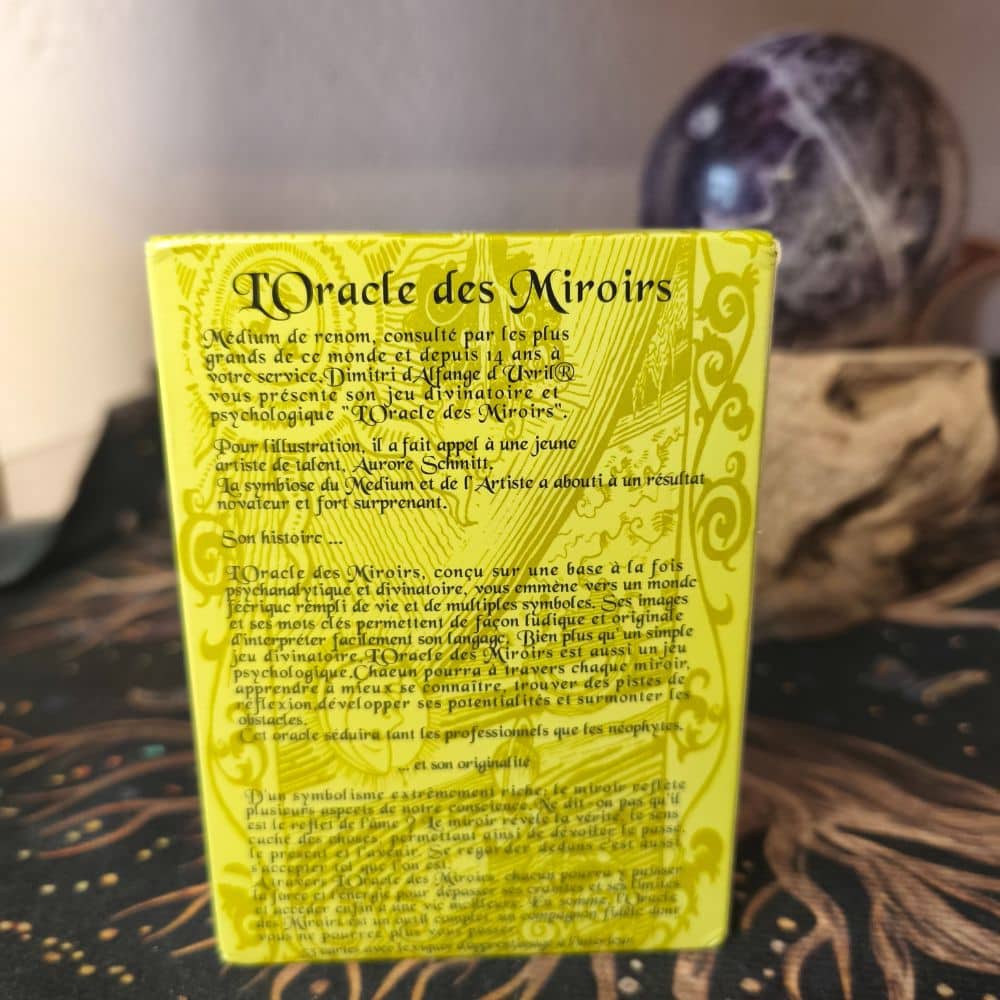 L'Oracle des Miroirs
Médium de renom, consulté par les plus
grands de ce monde et depuis 14 ans à
votre service,Dimitri dAlfange d'Uvril®
vous présente son jeu divinatoire et
psychologique "L'Oracle des Miroirs".
Pour l'illustration, il a fait appel à une jeune
artiste de talent, Aurore Schmitt.
La symbiose du Medium et de l'Artiste a abouti à un résultat
novateur et fort surprenant.
Son histoire ...
L'Oracle des Miroirs, conçu sur une base à la fois
psychanalytique et divinatoire, vous emmène vers un monde
féérique rempli de vie et de multiples symboles. Ses images
et ses mots clés permettent de façon ludique et originale
d'interpréter facilement son langage. Bien plus qu'un simple
jeu divinatoire,L'Oracle des Miroirs est aussi un jeu
psychologique.Chacun pourra à travers chaque miroir,
apprendre à mieux se connaître, trouver des pistes de
réflexion,développer ses potentialités et surmonter les
obstacles.
Cet oracle séduira tant les professionnels que les néophytes.
... et son originalité
D'un symbolisme extrêmement riche, le miroir reflète
plusieurs aspects de notre conscience. Ne dit-on pas qu'il
est le reflet de l'âme ? Le miroir révèle la vérité, le sens
caché des choses, permettant ainsi de dévoiler le passé,
le présent et l'avenir. Se regarder dedans c'est aussi
s'accepter tel que l'on est.
A travers L'Oracle des Miroirs, chacun pourra y puiser
la force et l'énergie pour dépasser ses craintes et ses limites
et accéder enfin à une vie meilleure. En somme, l'Oracle
des Miroirs est un outil complet, un compagnon fidèle dont
vous ne pourrez plus vous passer.
cartes avec lexique d'apprentissage à l'intérieur